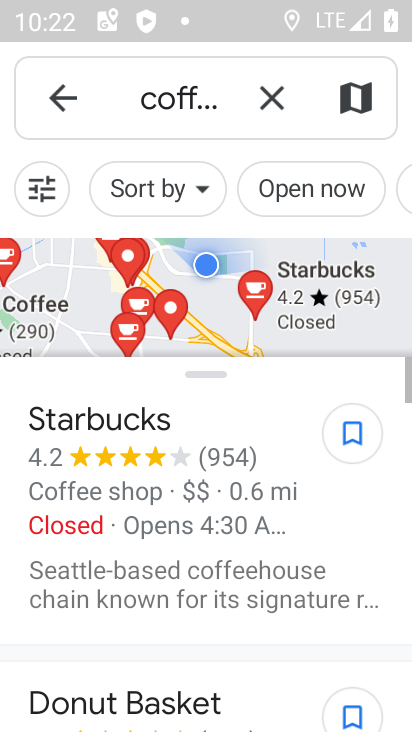 10:22 LTE
coff...
Sort by
Open now
Starbucks
4.2 ★ (954)
Closed
Coffee
(290)
Starbucks
4.2 ★★★★★ (954)
Coffee shop · $$ · 0.6 mi
Closed · Opens 4:30 A...
Seattle-based coffeehouse
chain known for its signature r...
Donut Basket